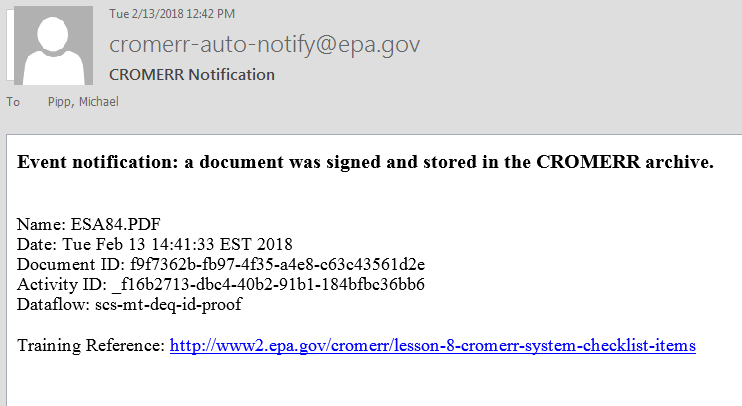 Tue 2/13/2018 12:42 PM
cromerr-auto-notify@epa.gov
CROMERR Notification
To Pipp, Michael
Event notification: a document was signed and stored in the CROMERR archive.
Name: ESA84.PDF
Date: Tue Feb 13 14:41:33 EST 2018
Document ID: f9f7362b-fb97-4f35-a4e8-c63c43561d2e
Activity ID: _f16b2713-dbc4-40b2-91b1-184bfbc36bb6
Dataflow: scs-mt-deq-id-proof
Training Reference: http://www2.epa.gov/cromerr/lesson-8-cromerr-system-checklist-items